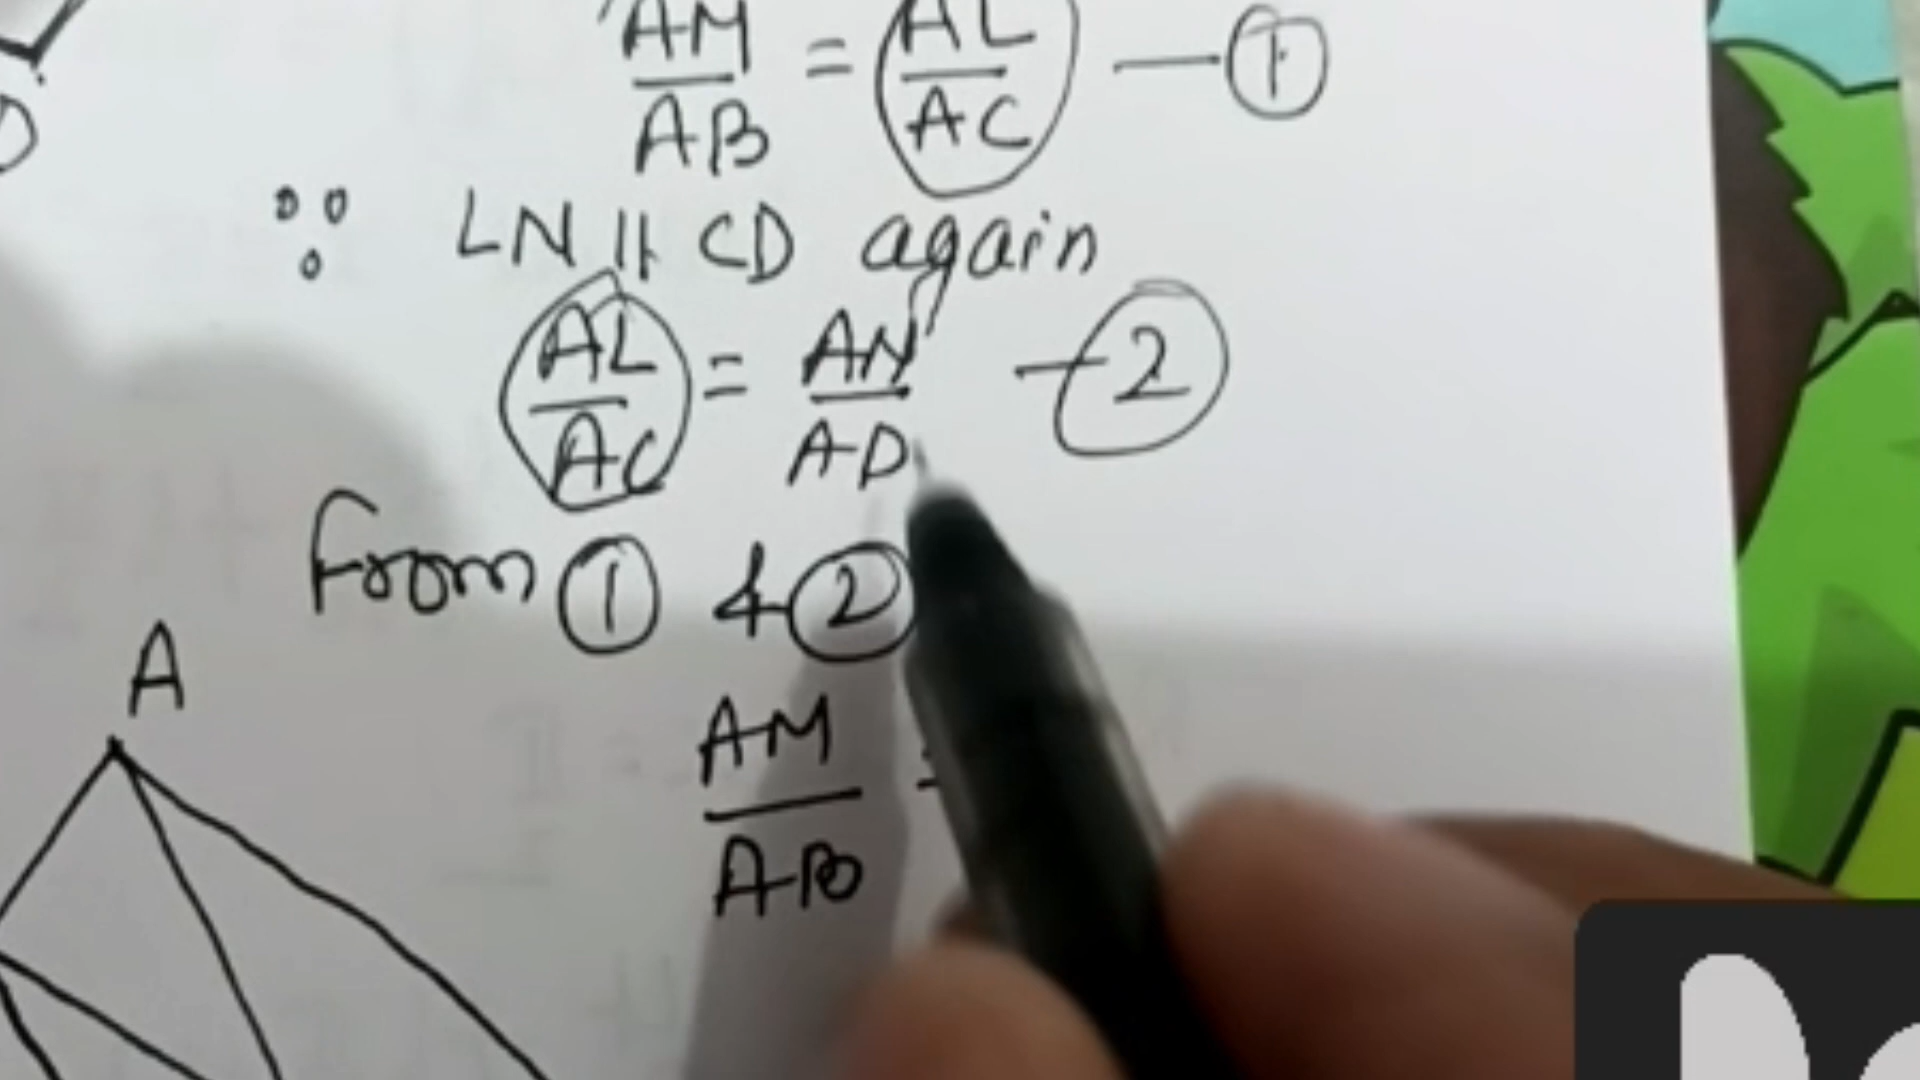 D
AM/AB = AL/AC — ①
∵ LN || CD again
AL/AC = AN/AD — ②
From ① & ②
AM/AB =
A